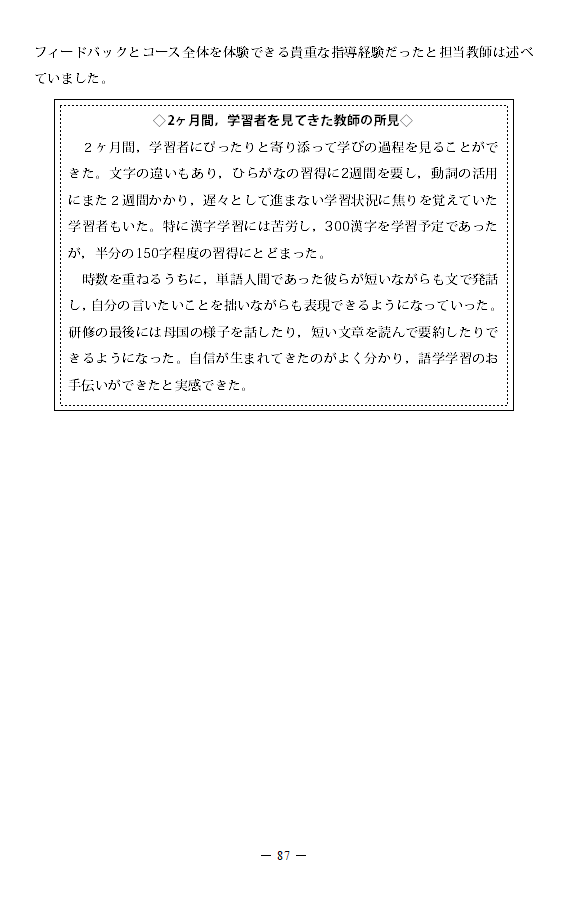 フィードバックとコース全体を体験できる貴重な指導経験だったと担当教師は述べ
ていました。
◇2ヶ月間，学習者を見てきた教師の所見◇
２ヶ月間，学習者にぴったりと寄り添って学びの過程を見ることがで
きた。文字の違いもあり，ひらがなの習得に2週間を要し，動詞の活用
にまた２週間かかり，遅々として進まない学習状況に焦りを覚えていた
学習者もいた。特に漢字学習には苦労し，300漢字を学習予定であった
が，半分の150字程度の習得にとどまった。
時数を重ねるうちに，単語人間であった彼らが短いながらも文で発話
し，自分の言いたいことを拙いながらも表現できるようになっていった。
研修の最後には母国の様子を話したり，短い文章を読んで要約したりで
きるようになった。自信が生まれてきたのがよく分かり，語学学習のお
手伝いができたと実感できた。
― 87 ―